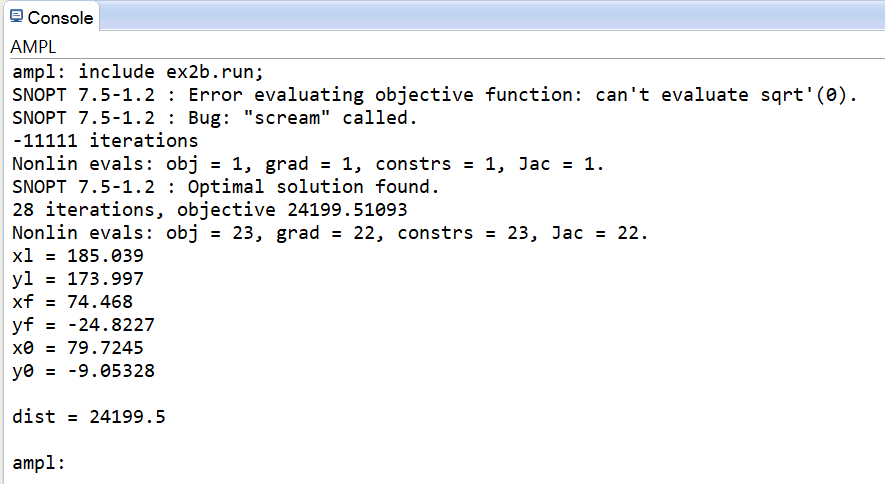 Console
AMPL
ampl: include ex2b.run;
SNOPT 7.5-1.2 : Error evaluating objective function: can't evaluate sqrt'(0).
SNOPT 7.5-1.2 : Bug: "scream" called.
-11111 iterations
Nonlin evals: obj = 1, grad = 1, constrs = 1, Jac = 1.
SNOPT 7.5-1.2 : Optimal solution found.
28 iterations, objective 24199.51093
Nonlin evals: obj = 23, grad = 22, constrs = 23, Jac = 22.
xl = 185.039
yl = 173.997
xf = 74.468
yf = -24.8227
x0 = 79.7245
y0 = -9.05328
dist = 24199.5
ampl: